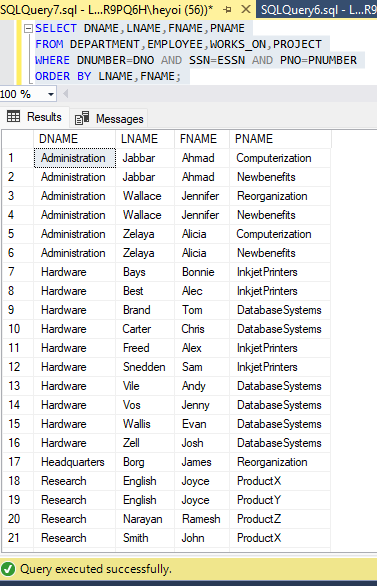 SQLQuery7.sql - L...R9PQ6H\heyoi (56))* SQLQuery6.sql - L...R9
SELECT DNAME,LNAME,FNAME,PNAME
FROM DEPARTMENT,EMPLOYEE,WORKS_ON,PROJECT
WHERE DNUMBER=DNO AND SSN=ESSN AND PNO=PNUMBER
ORDER BY LNAME,FNAME;
100 %
Results Messages
DNAME LNAME FNAME PNAME
1 Administration Jabbar Ahmad Computerization
2 Administration Jabbar Ahmad Newbenefits
3 Administration Wallace Jennifer Reorganization
4 Administration Wallace Jennifer Newbenefits
5 Administration Zelaya Alicia Computerization
6 Administration Zelaya Alicia Newbenefits
7 Hardware Bays Bonnie InkjetPrinters
8 Hardware Best Alec InkjetPrinters
9 Hardware Brand Tom DatabaseSystems
10 Hardware Carter Chris DatabaseSystems
11 Hardware Freed Alex InkjetPrinters
12 Hardware Snedden Sam InkjetPrinters
13 Hardware Vile Andy DatabaseSystems
14 Hardware Vos Jenny DatabaseSystems
15 Hardware Wallis Evan DatabaseSystems
16 Hardware Zell Josh DatabaseSystems
17 Headquarters Borg James Reorganization
18 Research English Joyce ProductX
19 Research English Joyce ProductY
20 Research Narayan Ramesh ProductZ
21 Research Smith John ProductX
Query executed successfully.